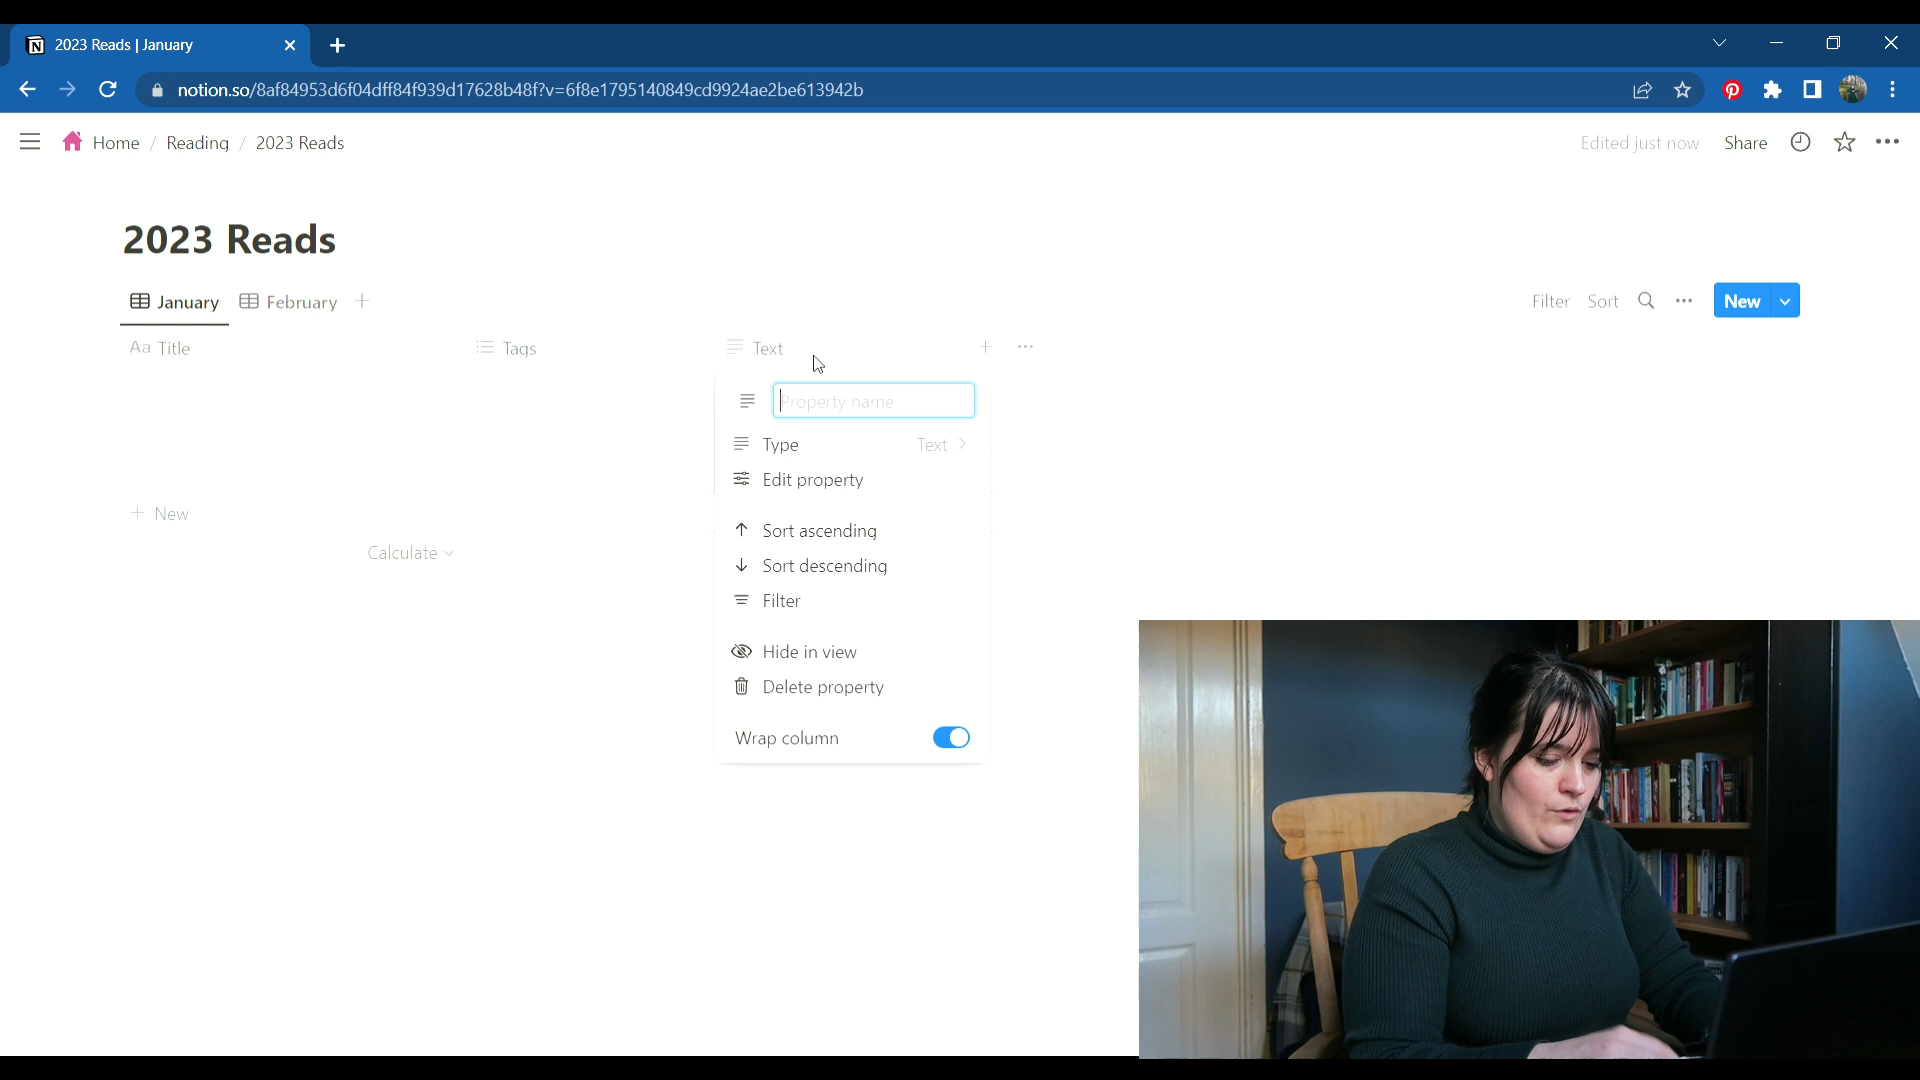 2023 Reads | January
notion.so/8af84953d6f04dff84f939d17628b48f?v=6f8e1795140849cd9924ae2be613942b
Home / Reading / 2023 Reads
Edited just now Share
2023 Reads
January February
Filter Sort New
Aa Title Tags Text
Property name
Type Text
Edit property
+ New
Sort ascending
Calculate
Sort descending
Filter
Hide in view
Delete property
Wrap column